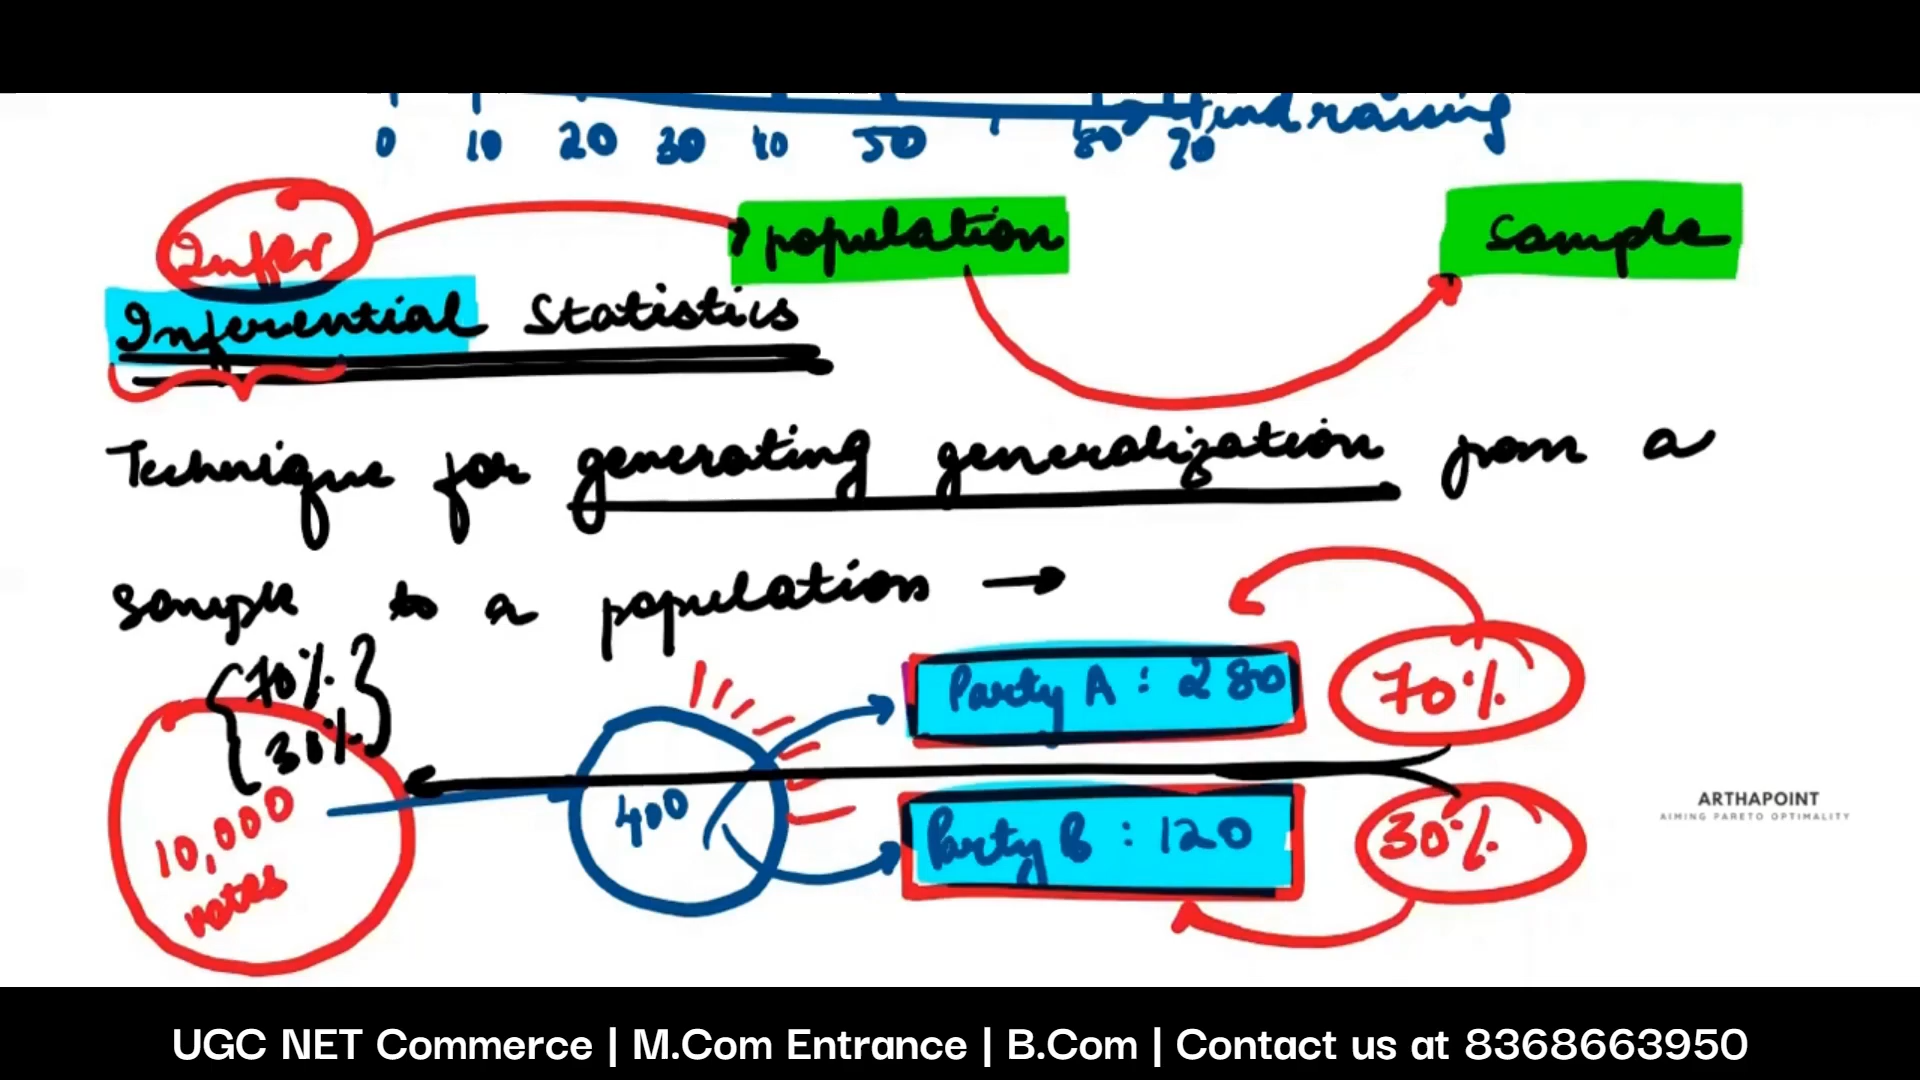 0 10 20 30 40 50 60 70 Fundraising
Infer population Sample
Inferential Statistics
Technique for generating generalization from a
sample to a population →
70%
30%
Party A : 280 70%
10,000
votes
400
Party B : 120 30%
ARTHAPOINT
AIMING PARETO OPTIMALITY
UGC NET Commerce | M.Com Entrance | B.Com | Contact us at 8368663950